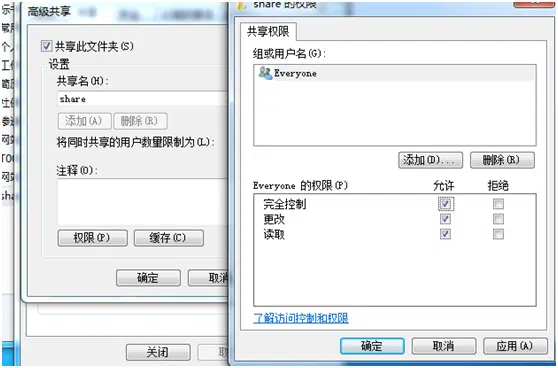 高级共享
共享此文件夹(S)
设置
共享名(H):
share
添加(A)
删除(R)
将同时共享的用户数量限制为(L):
注释(O):
权限(P)
缓存(C)
确定
取消
关闭
share 的权限
共享权限
组或用户名(G):
Everyone
添加(D)...
删除(R)
Everyone 的权限(P)
允许
拒绝
完全控制
更改
读取
了解访问控制和权限
确定
取消
应用(A)